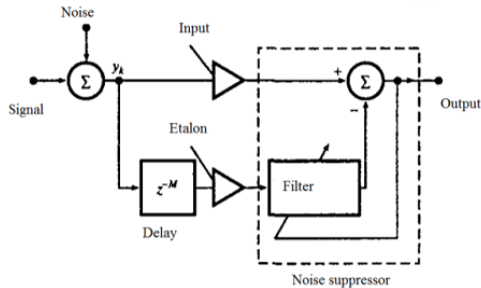 Noise
Input
Signal
Σ
y_k
+
Σ
−
Output
Etalon
z^{-M}
Filter
Delay
Noise suppressor